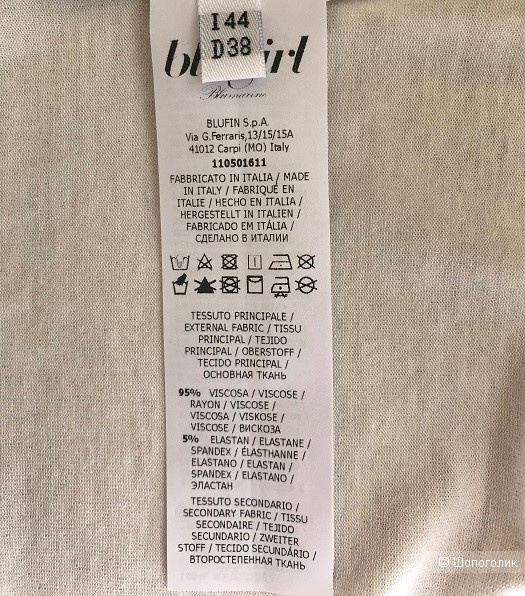 I 44
D38
Blumarine
BLUFIN S.p.A.
Via G.Ferraris,13/15/15A
41012 Carpi (MO) Italy
110501611
FABBRICATO IN ITALIA / MADE
IN ITALY / FABRIQUÉ EN
ITALIE / HECHO EN ITALIA /
HERGESTELLT IN ITALIEN /
FABRICADO EM ITÁLIA /
СДЕЛАНО В ИТАЛИИ
TESSUTO PRINCIPALE /
EXTERNAL FABRIC / TISSU
PRINCIPAL / TEJIDO
PRINCIPAL / OBERSTOFF /
TECIDO PRINCIPAL /
ОСНОВНАЯ ТКАНЬ
95% VISCOSA / VISCOSE /
RAYON / VISCOSE /
VISCOSA / VISKOSE /
VISCOSE / ВИСКОЗА
5% ELASTAN / ELASTANE /
SPANDEX / ÉLASTHANNE /
ELASTANO / ELASTAN /
SPANDEX / ELASTANO /
ЭЛАСТАН
TESSUTO SECONDARIO /
SECONDARY FABRIC / TISSU
SECONDAIRE / TEJIDO
SECUNDARIO / ZWEITER
STOFF / TECIDO SECUNDÁRIO /
ВТОРОСТЕПЕННАЯ ТКАНЬ
© Шопоголик